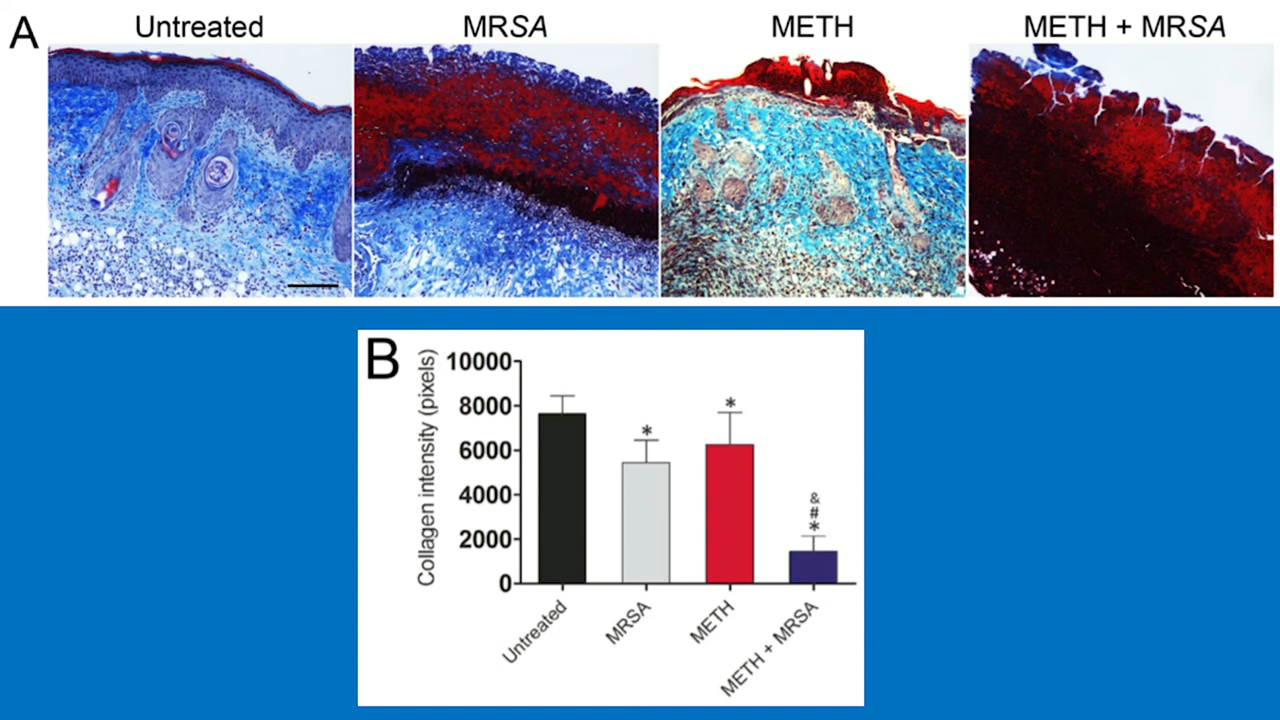 A
Untreated
MRSA
METH
METH + MRSA
B
Collagen intensity (pixels)
10000
8000
6000
4000
2000
0
*
*
&
#
*
Untreated
MRSA
METH
METH + MRSA